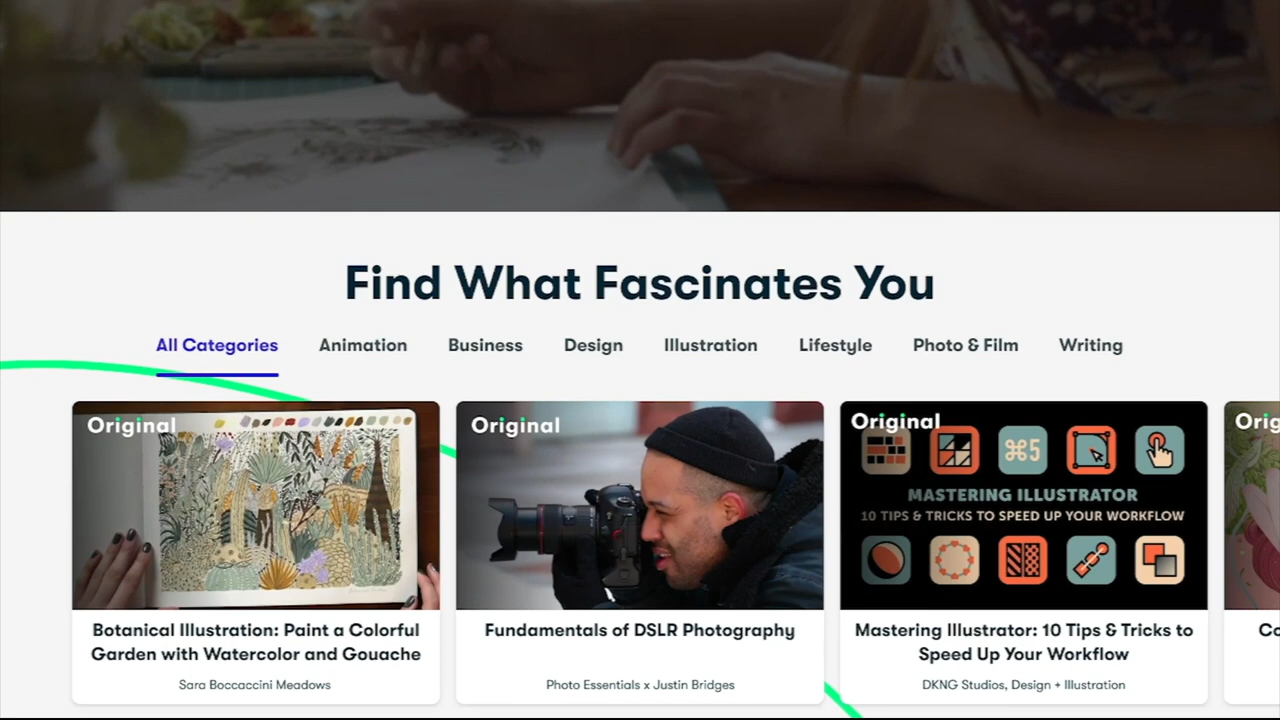 Find What Fascinates You
All Categories Animation Business Design Illustration Lifestyle Photo & Film Writing
Original
Original
Original
MASTERING ILLUSTRATOR
10 TIPS & TRICKS TO SPEED UP YOUR WORKFLOW
⌘5
Botanical Illustration: Paint a Colorful
Garden with Watercolor and Gouache
Sara Boccaccini Meadows
Fundamentals of DSLR Photography
Photo Essentials x Justin Bridges
Mastering Illustrator: 10 Tips & Tricks to
Speed Up Your Workflow
DKNG Studios, Design + Illustration